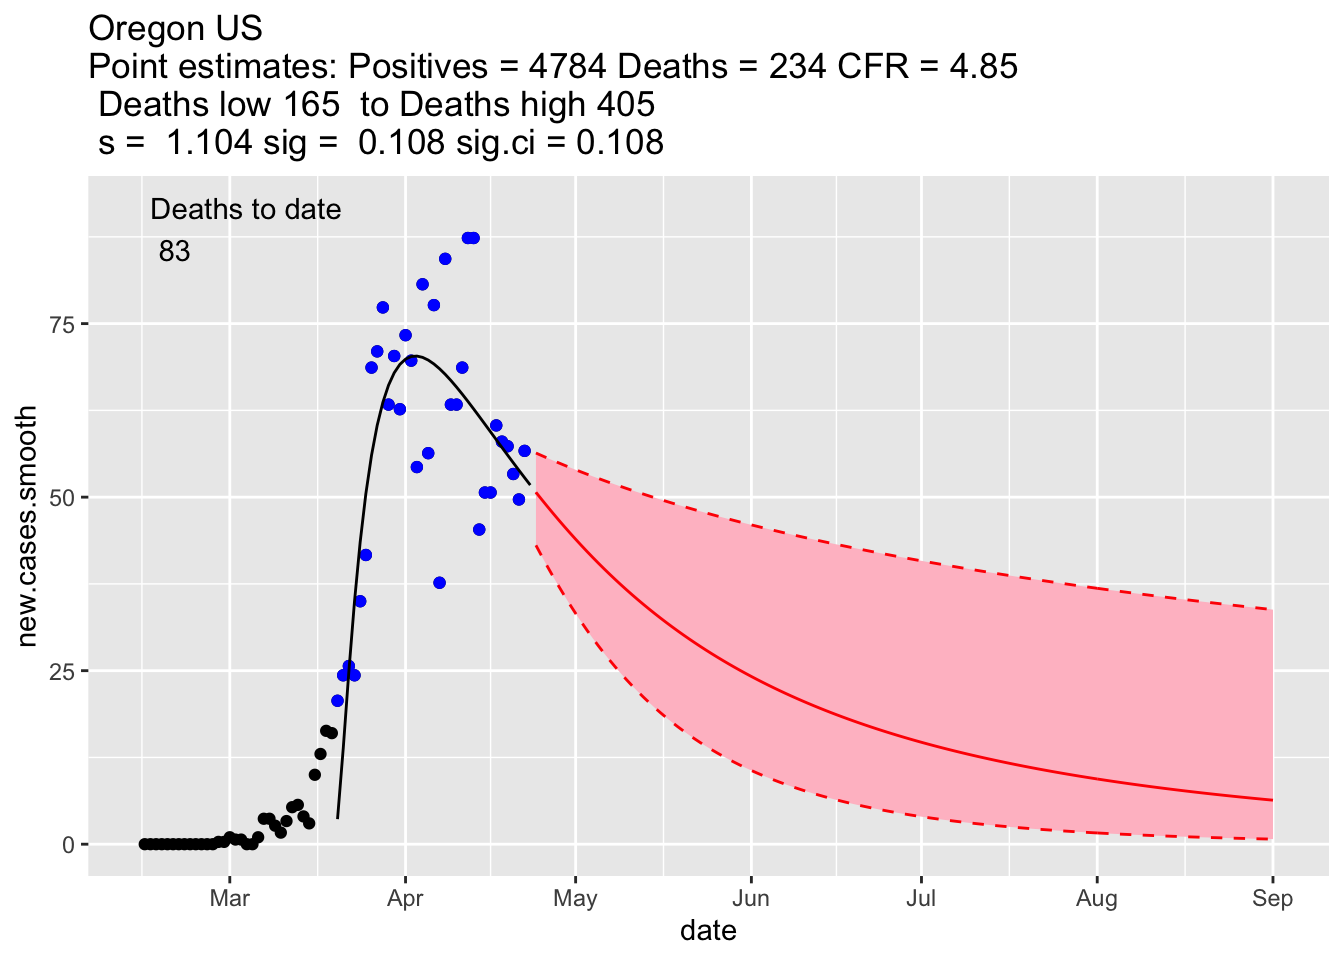 Oregon US
Point estimates: Positives = 4784 Deaths = 234 CFR = 4.85
Deaths low 165  to Deaths high 405
s =  1.104 sig =  0.108 sig.ci = 0.108
Deaths to date
83
75
50
25
0
new.cases.smooth
Mar Apr May Jun Jul Aug Sep
date